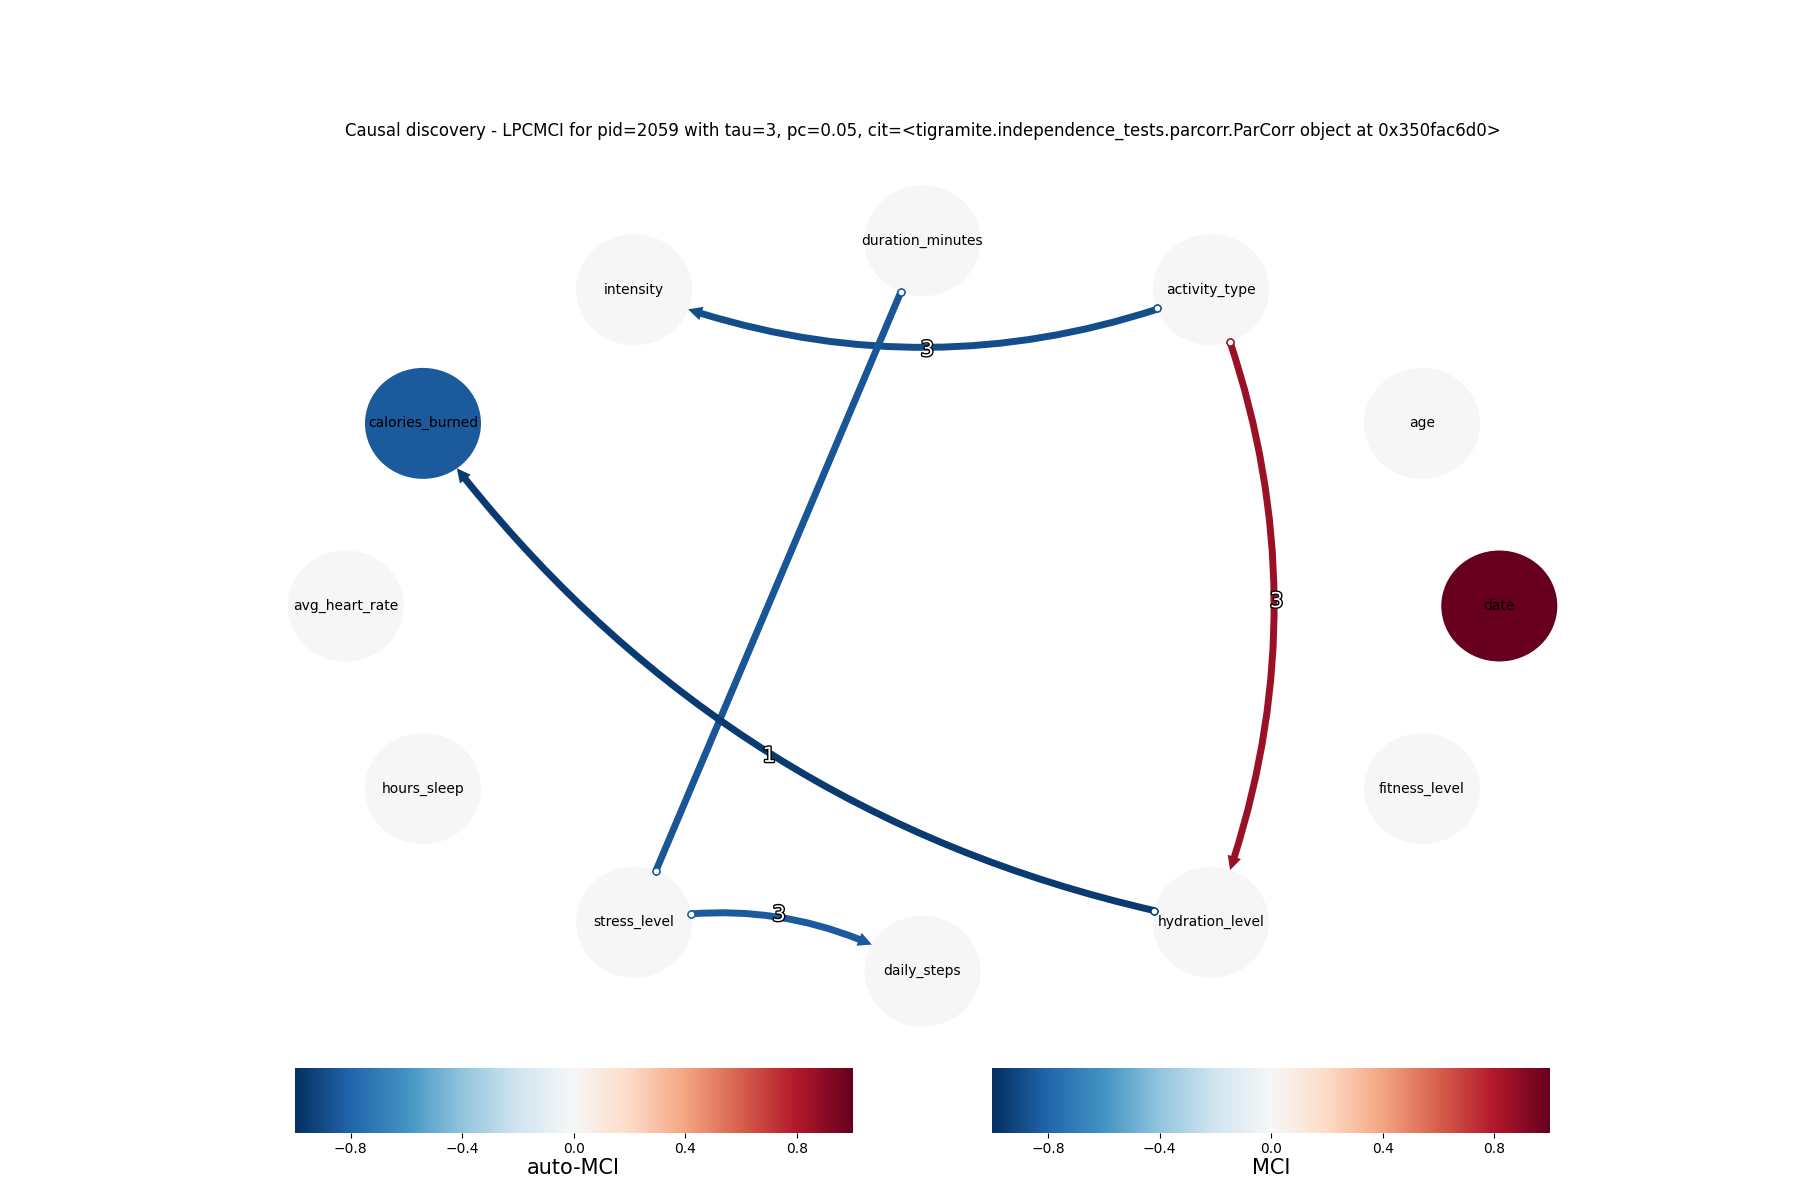 Causal discovery - LPCMCI for pid=2059 with tau=3, pc=0.05, cit=<tigramite.independence_tests.parcorr.ParCorr object at 0x350fac6d0>
duration_minutes
intensity
activity_type
3
calories_burned
age
3
avg_heart_rate
date
1
hours_sleep
fitness_level
3
stress_level
hydration_level
daily_steps
−0.8 −0.4 0.0 0.4 0.8
auto-MCI
−0.8 −0.4 0.0 0.4 0.8
MCI